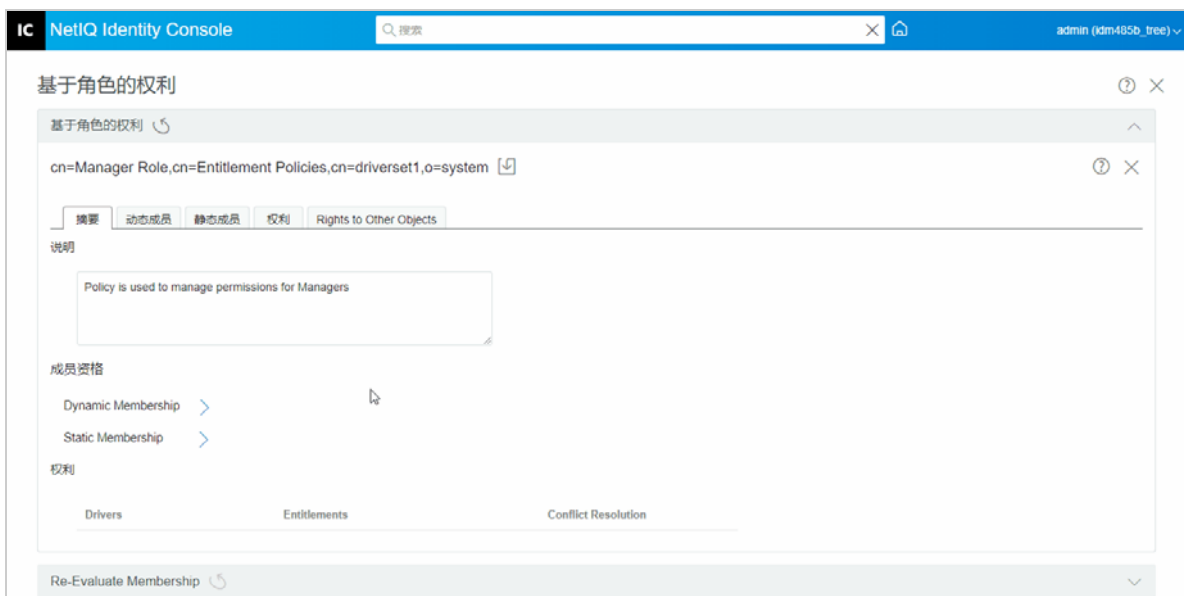 IC NetIQ Identity Console 搜索 admin (idm485b_tree)
基于角色的权利
基于角色的权利
cn=Manager Role,cn=Entitlement Policies,cn=driverset1,o=system
摘要 动态成员 静态成员 权利 Rights to Other Objects
说明
Policy is used to manage permissions for Managers
成员资格
Dynamic Membership
Static Membership
权利
Drivers Entitlements Conflict Resolution
Re-Evaluate Membership